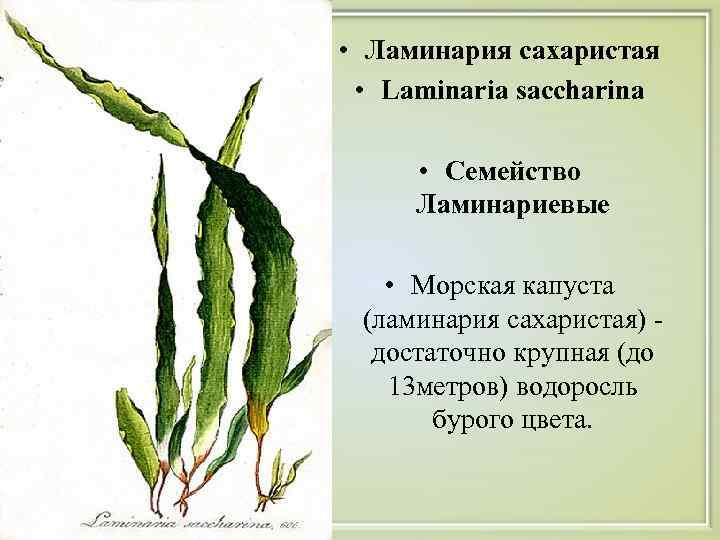 • Ламинария сахаристая
• Laminaria saccharina
• Семейство
Ламинариевые
• Морская капуста
(ламинария сахаристая) -
достаточно крупная (до
13метров) водоросль
бурого цвета.
Laminaria saccharina, 606.